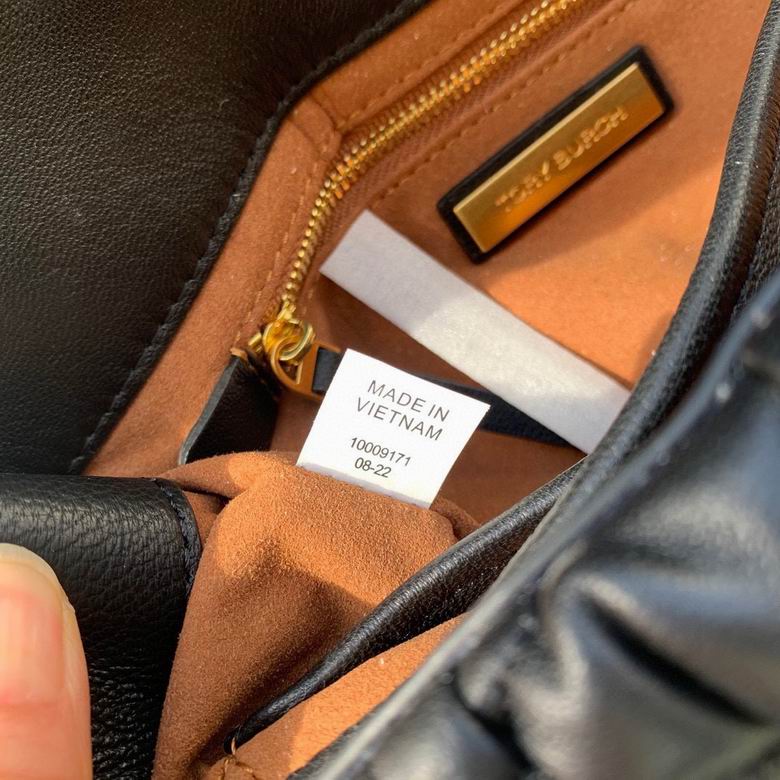 TORY BURCH
MADE IN
VIETNAM
10009171
08-22